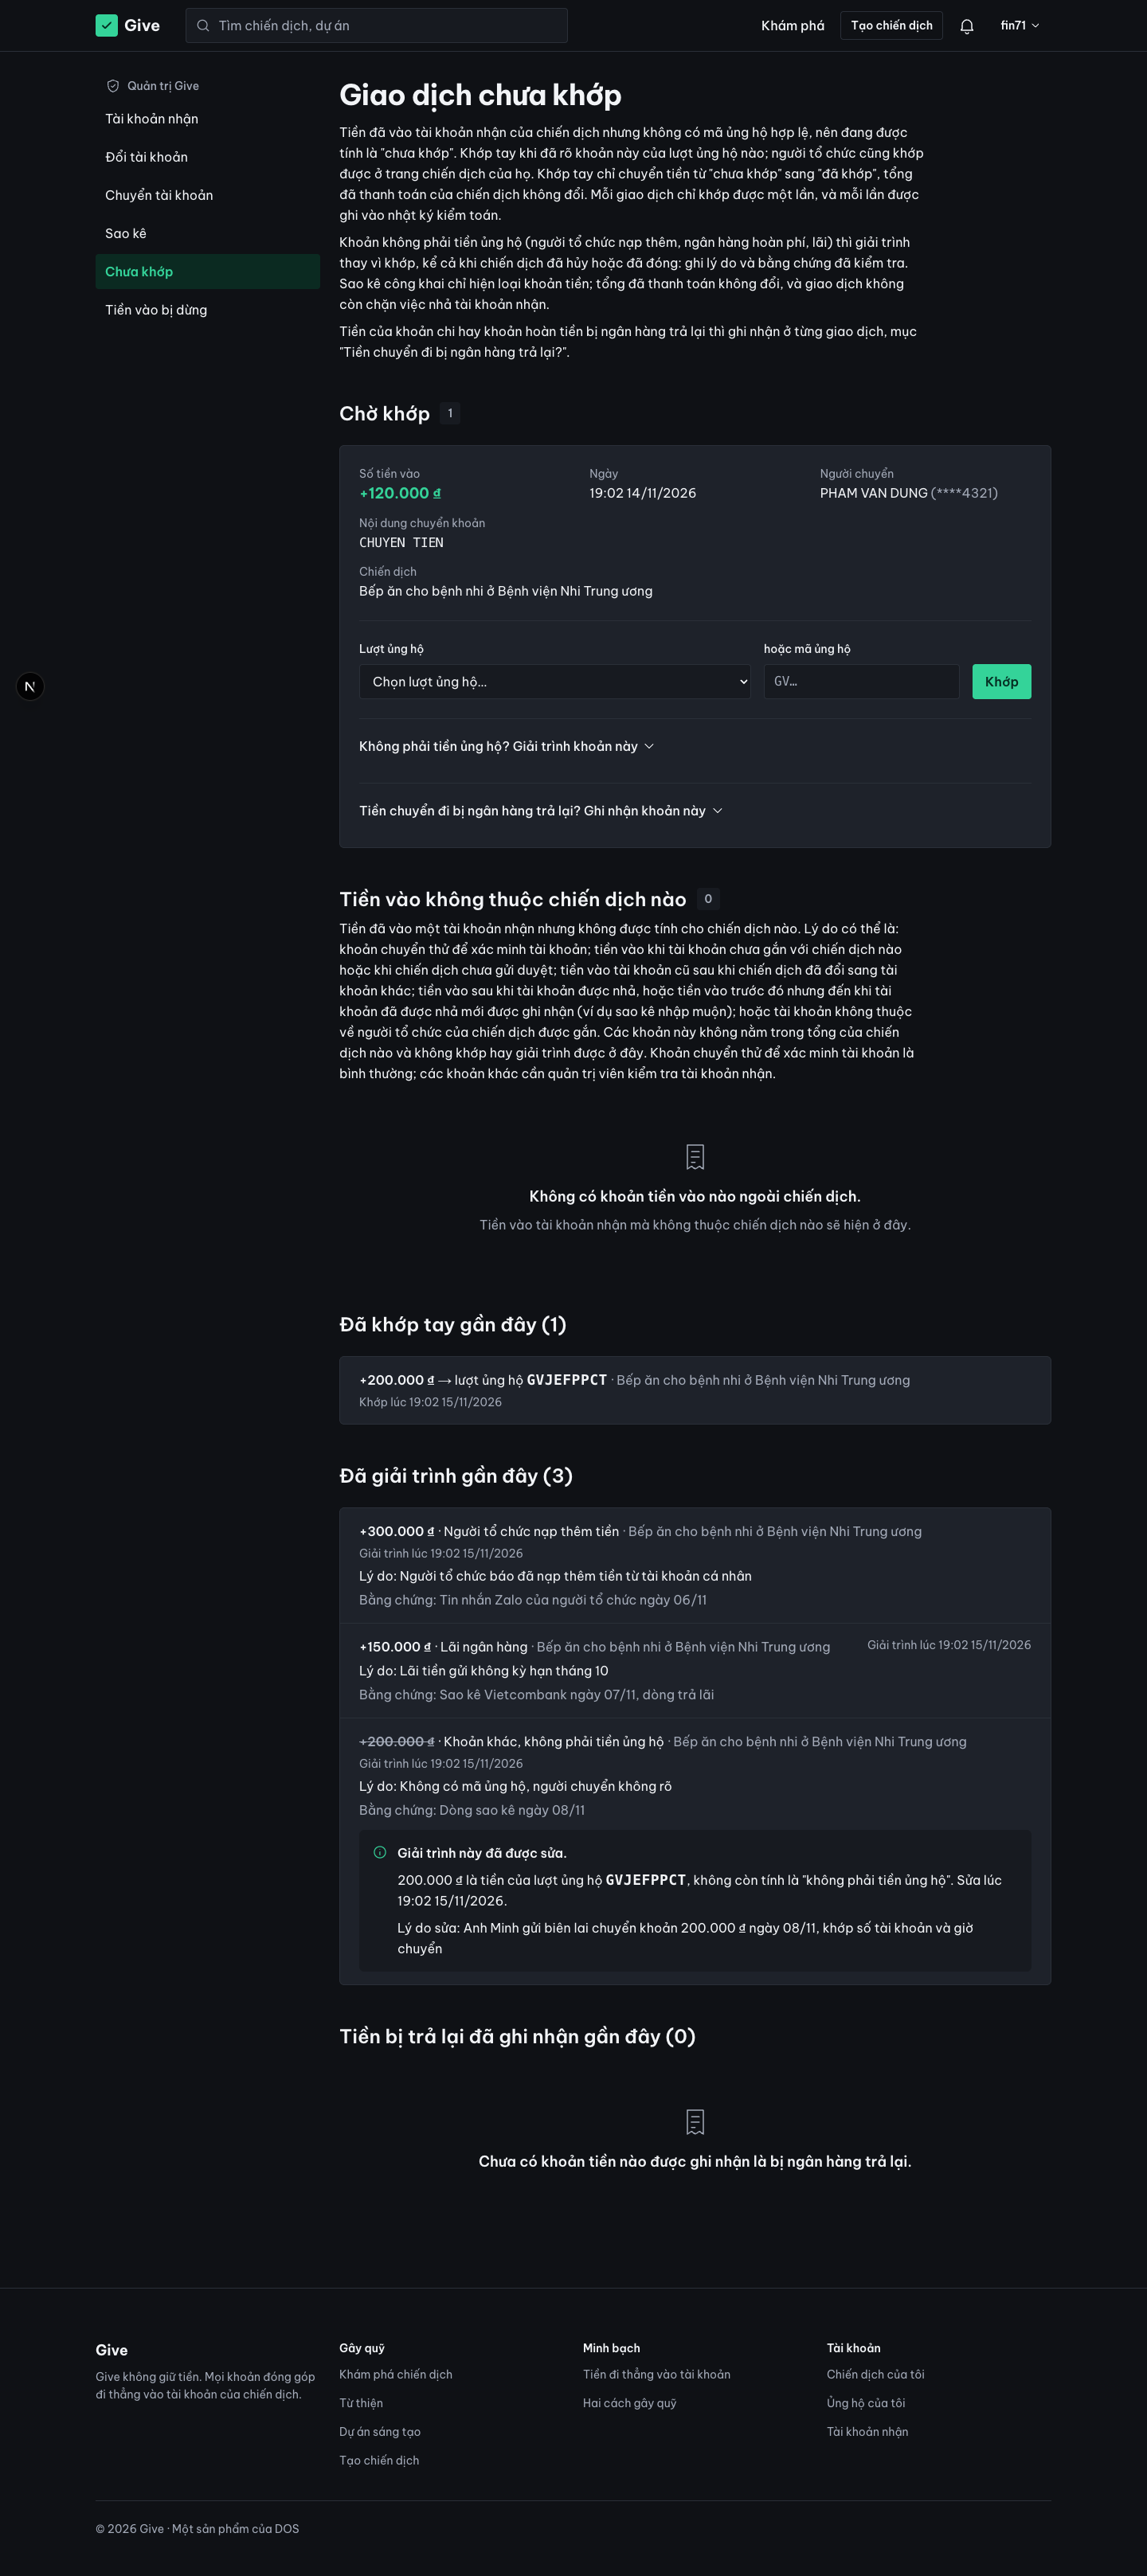 Give
Tìm chiến dịch, dự án
Khám phá
Tạo chiến dịch
fin71
Quản trị Give
Tài khoản nhận
Đổi tài khoản
Chuyển tài khoản
Sao kê
Chưa khớp
Tiền vào bị dừng
Giao dịch chưa khớp
Tiền đã vào tài khoản nhận của chiến dịch nhưng không có mã ủng hộ hợp lệ, nên đang được
tính là "chưa khớp". Khớp tay khi đã rõ khoản này của lượt ủng hộ nào; người tổ chức cũng khớp
được ở trang chiến dịch của họ. Khớp tay chỉ chuyển tiền từ "chưa khớp" sang "đã khớp", tổng
đã thanh toán của chiến dịch không đổi. Mỗi giao dịch chỉ khớp được một lần, và mỗi lần được
ghi vào nhật ký kiểm toán.
Khoản không phải tiền ủng hộ (người tổ chức nạp thêm, ngân hàng hoàn phí, lãi) thì giải trình
thay vì khớp, kể cả khi chiến dịch đã hủy hoặc đã đóng: ghi lý do và bằng chứng đã kiểm tra.
Sao kê công khai chỉ hiện loại khoản tiền; tổng đã thanh toán không đổi, và giao dịch không
còn chặn việc nhả tài khoản nhận.
Tiền của khoản chi hay khoản hoàn tiền bị ngân hàng trả lại thì ghi nhận ở từng giao dịch, mục
"Tiền chuyển đi bị ngân hàng trả lại?".
Chờ khớp 1
Số tiền vào
+120.000 ₫
Ngày
19:02 14/11/2026
Người chuyển
PHAM VAN DUNG (****4321)
Nội dung chuyển khoản
CHUYEN TIEN
Chiến dịch
Bếp ăn cho bệnh nhi ở Bệnh viện Nhi Trung ương
Lượt ủng hộ
Chọn lượt ủng hộ...
hoặc mã ủng hộ
GV…
Khớp
Không phải tiền ủng hộ? Giải trình khoản này
Tiền chuyển đi bị ngân hàng trả lại? Ghi nhận khoản này
Tiền vào không thuộc chiến dịch nào 0
Tiền đã vào một tài khoản nhận nhưng không được tính cho chiến dịch nào. Lý do có thể là:
khoản chuyển thử để xác minh tài khoản; tiền vào khi tài khoản chưa gắn với chiến dịch nào
hoặc khi chiến dịch chưa gửi duyệt; tiền vào tài khoản cũ sau khi chiến dịch đã đổi sang tài
khoản khác; tiền vào sau khi tài khoản được nhả, hoặc tiền vào trước đó nhưng đến khi tài
khoản đã được nhả mới được ghi nhận (ví dụ sao kê nhập muộn); hoặc tài khoản không thuộc
về người tổ chức của chiến dịch được gắn. Các khoản này không nằm trong tổng của chiến
dịch nào và không khớp hay giải trình được ở đây. Khoản chuyển thử để xác minh tài khoản là
bình thường; các khoản khác cần quản trị viên kiểm tra tài khoản nhận.
Không có khoản tiền vào nào ngoài chiến dịch.
Tiền vào tài khoản nhận mà không thuộc chiến dịch nào sẽ hiện ở đây.
Đã khớp tay gần đây (1)
+200.000 ₫ → lượt ủng hộ GVJEFPPCT · Bếp ăn cho bệnh nhi ở Bệnh viện Nhi Trung ương
Khớp lúc 19:02 15/11/2026
Đã giải trình gần đây (3)
+300.000 ₫ · Người tổ chức nạp thêm tiền · Bếp ăn cho bệnh nhi ở Bệnh viện Nhi Trung ương
Giải trình lúc 19:02 15/11/2026
Lý do: Người tổ chức báo đã nạp thêm tiền từ tài khoản cá nhân
Bằng chứng: Tin nhắn Zalo của người tổ chức ngày 06/11
+150.000 ₫ · Lãi ngân hàng · Bếp ăn cho bệnh nhi ở Bệnh viện Nhi Trung ương
Giải trình lúc 19:02 15/11/2026
Lý do: Lãi tiền gửi không kỳ hạn tháng 10
Bằng chứng: Sao kê Vietcombank ngày 07/11, dòng trả lãi
+200.000 ₫ · Khoản khác, không phải tiền ủng hộ · Bếp ăn cho bệnh nhi ở Bệnh viện Nhi Trung ương
Giải trình lúc 19:02 15/11/2026
Lý do: Không có mã ủng hộ, người chuyển không rõ
Bằng chứng: Dòng sao kê ngày 08/11
Giải trình này đã được sửa.
200.000 ₫ là tiền của lượt ủng hộ GVJEFPPCT, không còn tính là "không phải tiền ủng hộ". Sửa lúc
19:02 15/11/2026.
Lý do sửa: Anh Minh gửi biên lai chuyển khoản 200.000 ₫ ngày 08/11, khớp số tài khoản và giờ
chuyển
Tiền bị trả lại đã ghi nhận gần đây (0)
Chưa có khoản tiền nào được ghi nhận là bị ngân hàng trả lại.
Give
Give không giữ tiền. Mọi khoản đóng góp
đi thẳng vào tài khoản của chiến dịch.
Gây quỹ
Khám phá chiến dịch
Từ thiện
Dự án sáng tạo
Tạo chiến dịch
Minh bạch
Tiền đi thẳng vào tài khoản
Hai cách gây quỹ
Tài khoản
Chiến dịch của tôi
Ủng hộ của tôi
Tài khoản nhận
© 2026 Give · Một sản phẩm của DOS